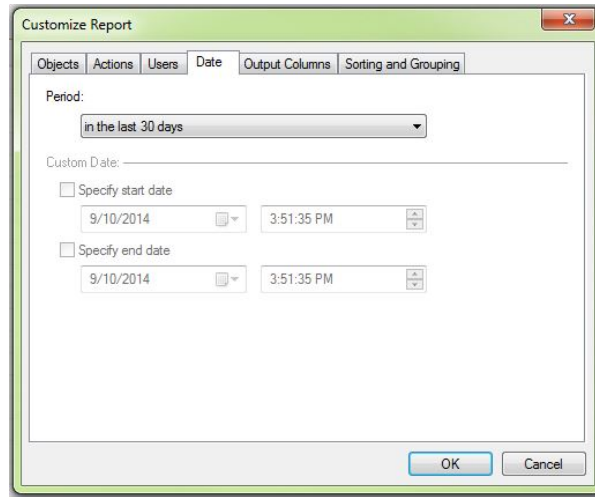 Customize Report
Objects Actions Users Date Output Columns Sorting and Grouping
Period:
in the last 30 days
Custom Date:
Specify start date
9/10/2014 3:51:35 PM
Specify end date
9/10/2014 3:51:35 PM
OK Cancel